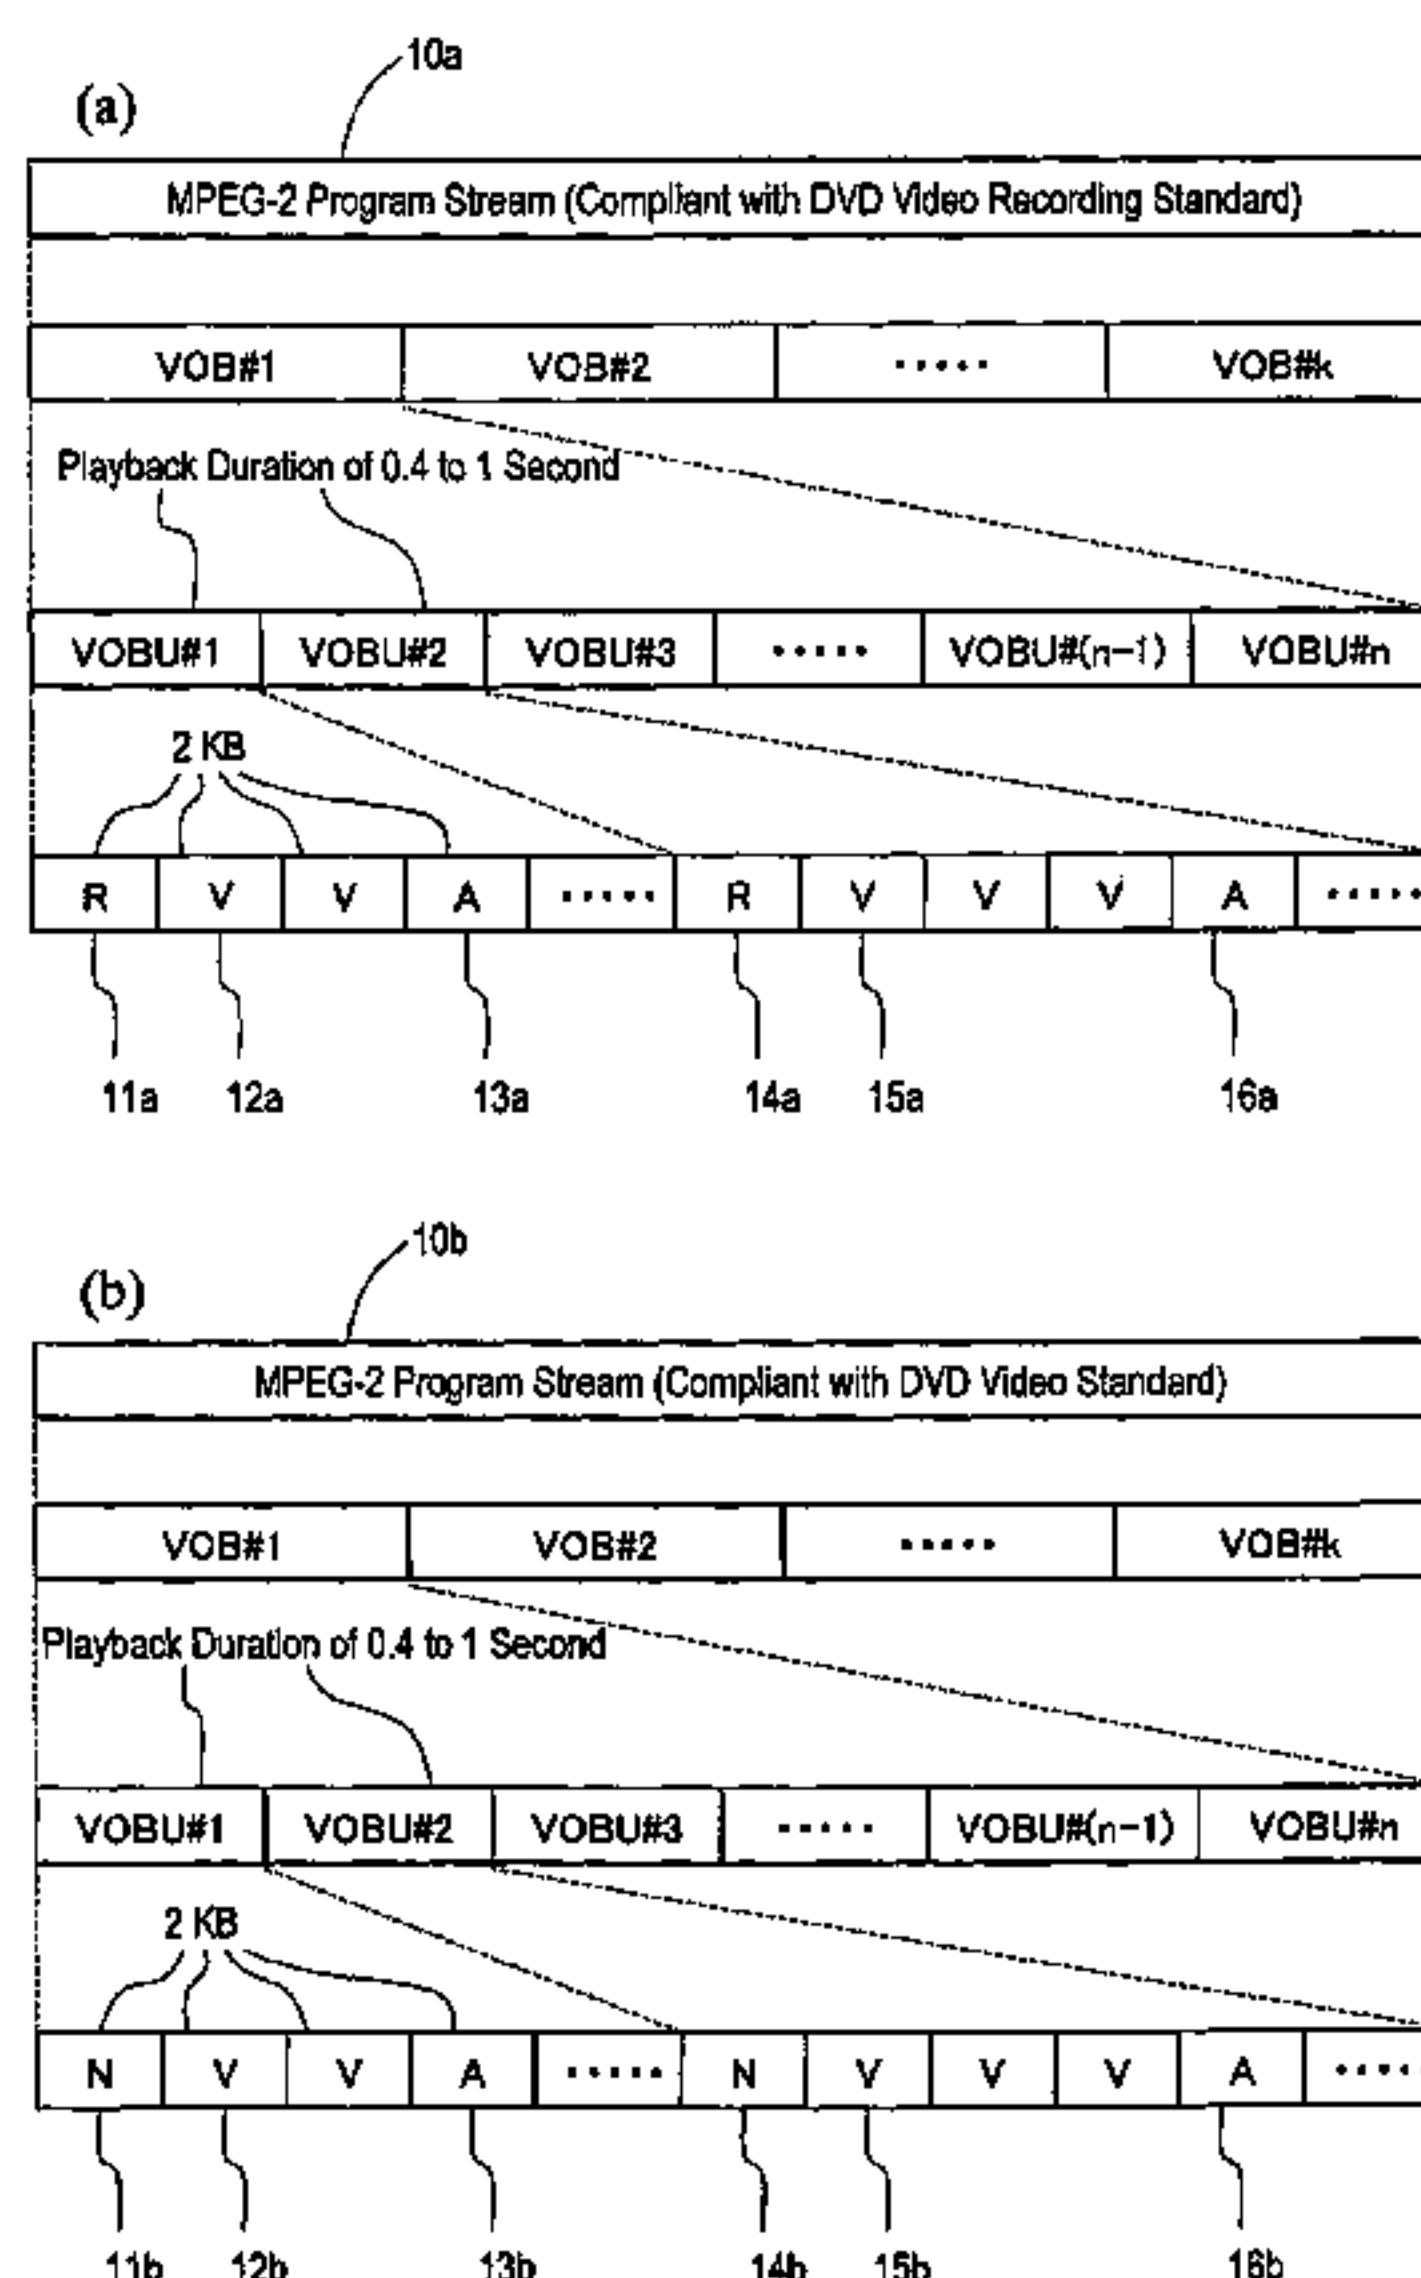 10a
(a)
MPEG-2 Program Stream (Compliant with DVD Video Recording Standard)
VOB#1 VOB#2 ····· VOB#k
Playback Duration of 0.4 to 1 Second
VOBU#1 VOBU#2 VOBU#3 ····· VOBU#(n-1) VOBU#n
2 KB
R V V A ····· R V V V A ·····
11a 12a 13a 14a 15a 16a
10b
(b)
MPEG-2 Program Stream (Compliant with DVD Video Standard)
VOB#1 VOB#2 ····· VOB#k
Playback Duration of 0.4 to 1 Second
VOBU#1 VOBU#2 VOBU#3 ····· VOBU#(n-1) VOBU#n
2 KB
N V V A ····· N V V V A ·····
11b 12b 13b 14b 15b 16b